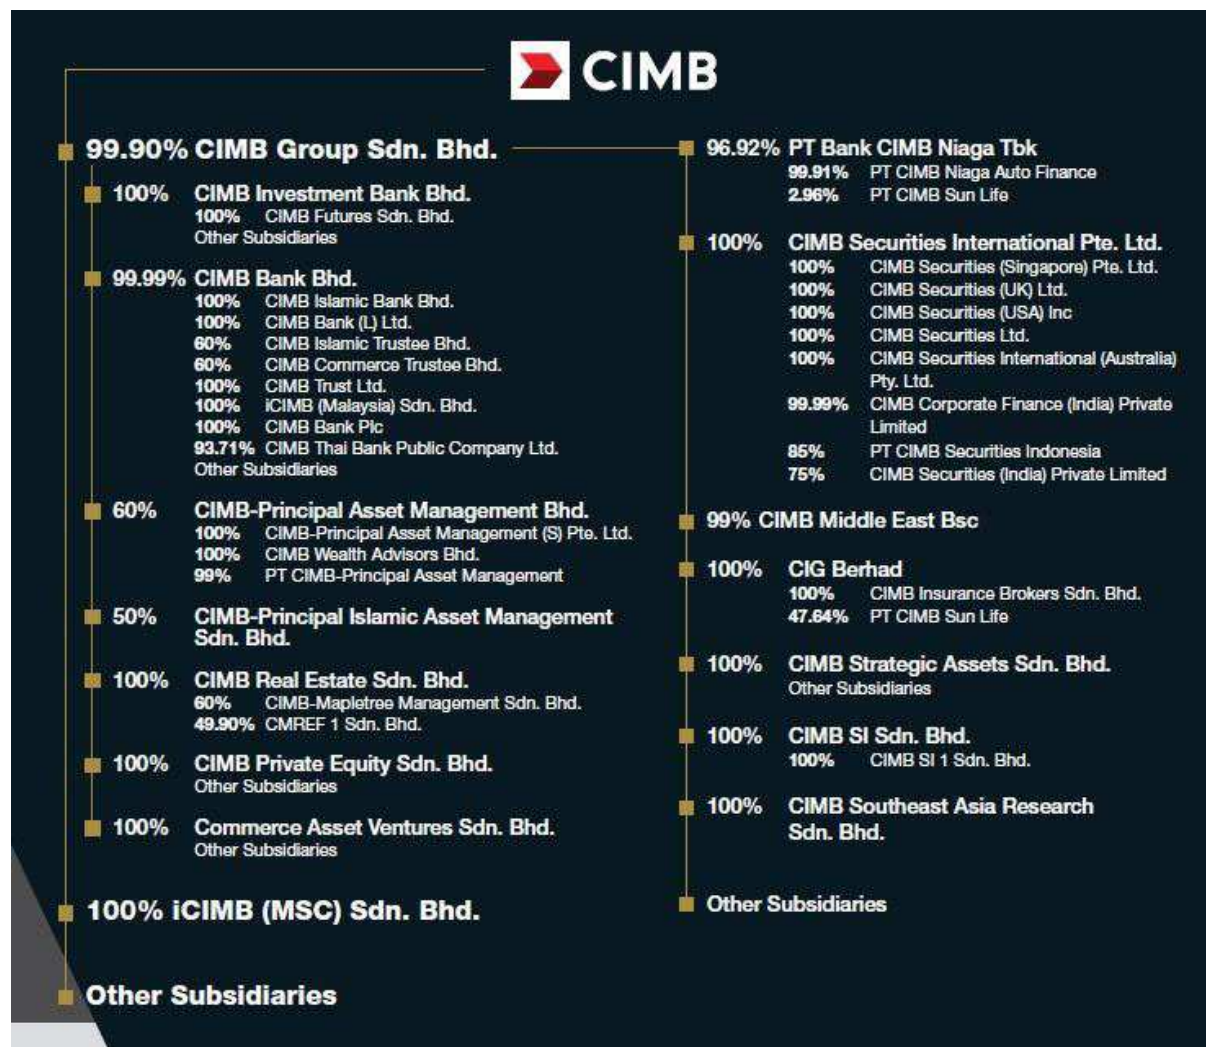 CIMB
99.90% CIMB Group Sdn. Bhd.
100% CIMB Investment Bank Bhd.
100% CIMB Futures Sdn. Bhd.
Other Subsidiaries
99.99% CIMB Bank Bhd.
100% CIMB Islamic Bank Bhd.
100% CIMB Bank (L) Ltd.
60% CIMB Islamic Trustee Bhd.
60% CIMB Commerce Trustee Bhd.
100% CIMB Trust Ltd.
100% iCIMB (Malaysia) Sdn. Bhd.
100% CIMB Bank Plc
93.71% CIMB Thai Bank Public Company Ltd.
Other Subsidiaries
60% CIMB-Principal Asset Management Bhd.
100% CIMB-Principal Asset Management (S) Pte. Ltd.
100% CIMB Wealth Advisors Bhd.
99% PT CIMB-Principal Asset Management
50% CIMB-Principal Islamic Asset Management
Sdn. Bhd.
100% CIMB Real Estate Sdn. Bhd.
60% CIMB-Mapletree Management Sdn. Bhd.
49.90% CMREF 1 Sdn. Bhd.
100% CIMB Private Equity Sdn. Bhd.
Other Subsidiaries
100% Commerce Asset Ventures Sdn. Bhd.
Other Subsidiaries
100% iCIMB (MSC) Sdn. Bhd.
Other Subsidiaries
96.92% PT Bank CIMB Niaga Tbk
99.91% PT CIMB Niaga Auto Finance
2.96% PT CIMB Sun Life
100% CIMB Securities International Pte. Ltd.
100% CIMB Securities (Singapore) Pte. Ltd.
100% CIMB Securities (UK) Ltd.
100% CIMB Securities (USA) Inc
100% CIMB Securities Ltd.
100% CIMB Securities International (Australia)
Pty. Ltd.
99.99% CIMB Corporate Finance (India) Private
Limited
85% PT CIMB Securities Indonesia
75% CIMB Securities (India) Private Limited
99% CIMB Middle East Bsc
100% CIG Berhad
100% CIMB Insurance Brokers Sdn. Bhd.
47.64% PT CIMB Sun Life
100% CIMB Strategic Assets Sdn. Bhd.
Other Subsidiaries
100% CIMB SI Sdn. Bhd.
100% CIMB SI 1 Sdn. Bhd.
100% CIMB Southeast Asia Research
Sdn. Bhd.
Other Subsidiaries